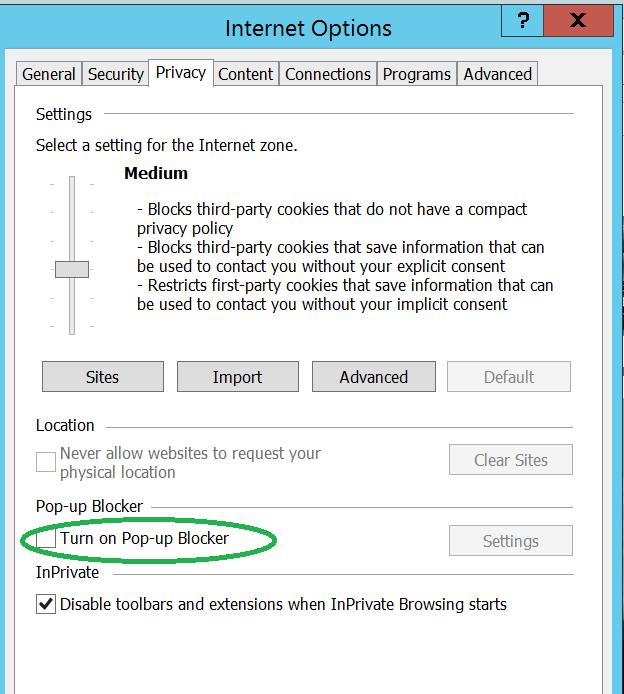 Internet Options
?
X
General Security Privacy Content Connections Programs Advanced
Settings
Select a setting for the Internet zone.
Medium
- Blocks third-party cookies that do not have a compact
privacy policy
- Blocks third-party cookies that save information that can
be used to contact you without your explicit consent
- Restricts first-party cookies that save information that can
be used to contact you without your implicit consent
Sites Import Advanced Default
Location
Never allow websites to request your
physical location
Clear Sites
Pop-up Blocker
Turn on Pop-up Blocker
Settings
InPrivate
Disable toolbars and extensions when InPrivate Browsing starts